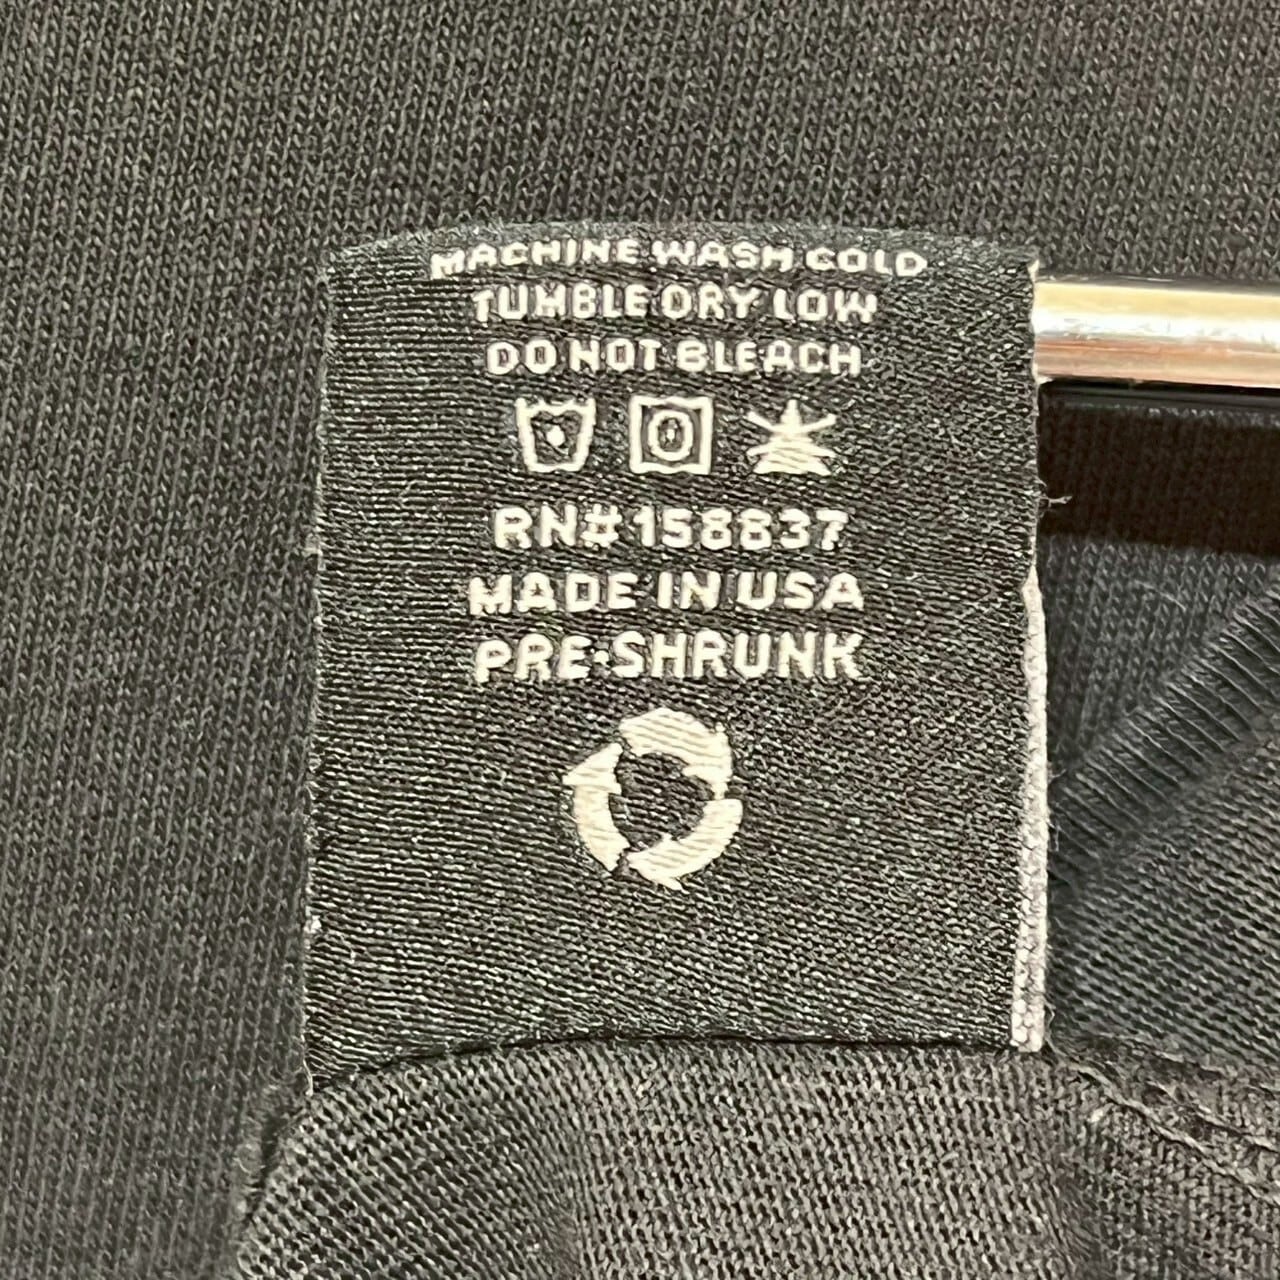 MACHINE WASH COLD
TUMBLE DRY LOW
DO NOT BLEACH
RN# 158837
MADE IN USA
PRE-SHRUNK